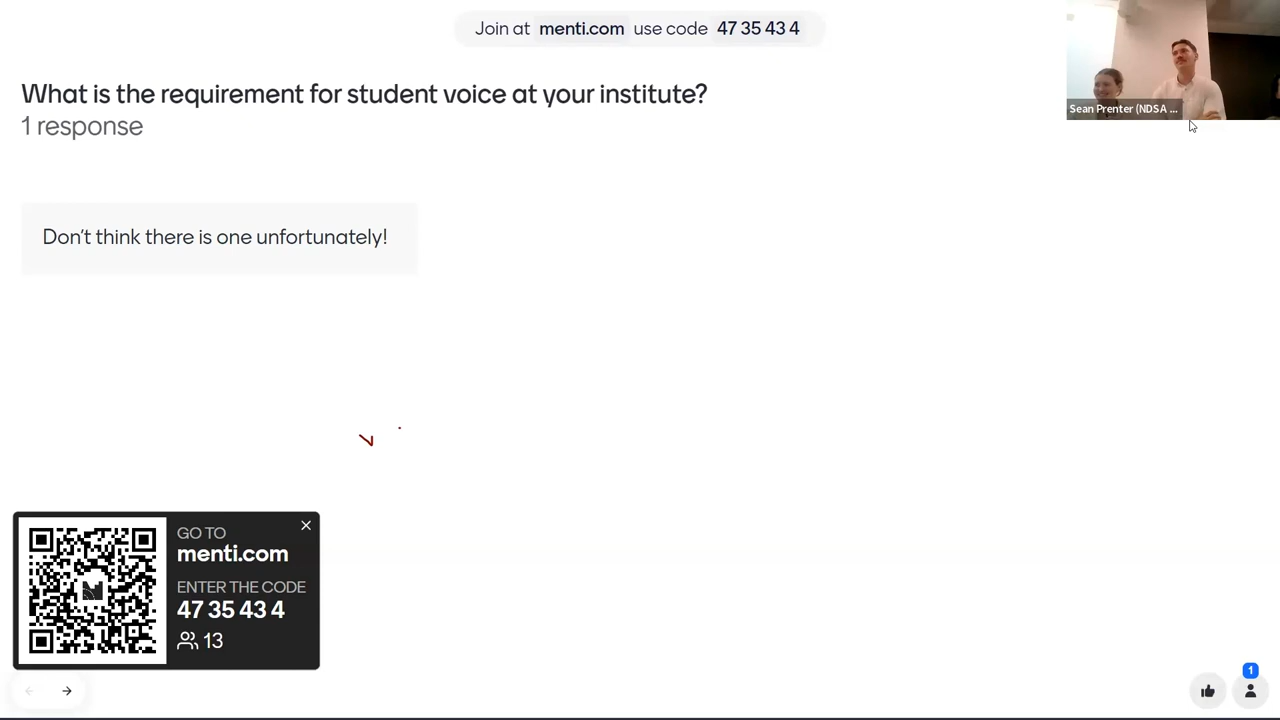 Join at menti.com use code 47 35 43 4
What is the requirement for student voice at your institute?
1 response
Sean Prenter (NDSA ...
Don't think there is one unfortunately!
GO TO
menti.com
ENTER THE CODE
47 35 43 4
13
1